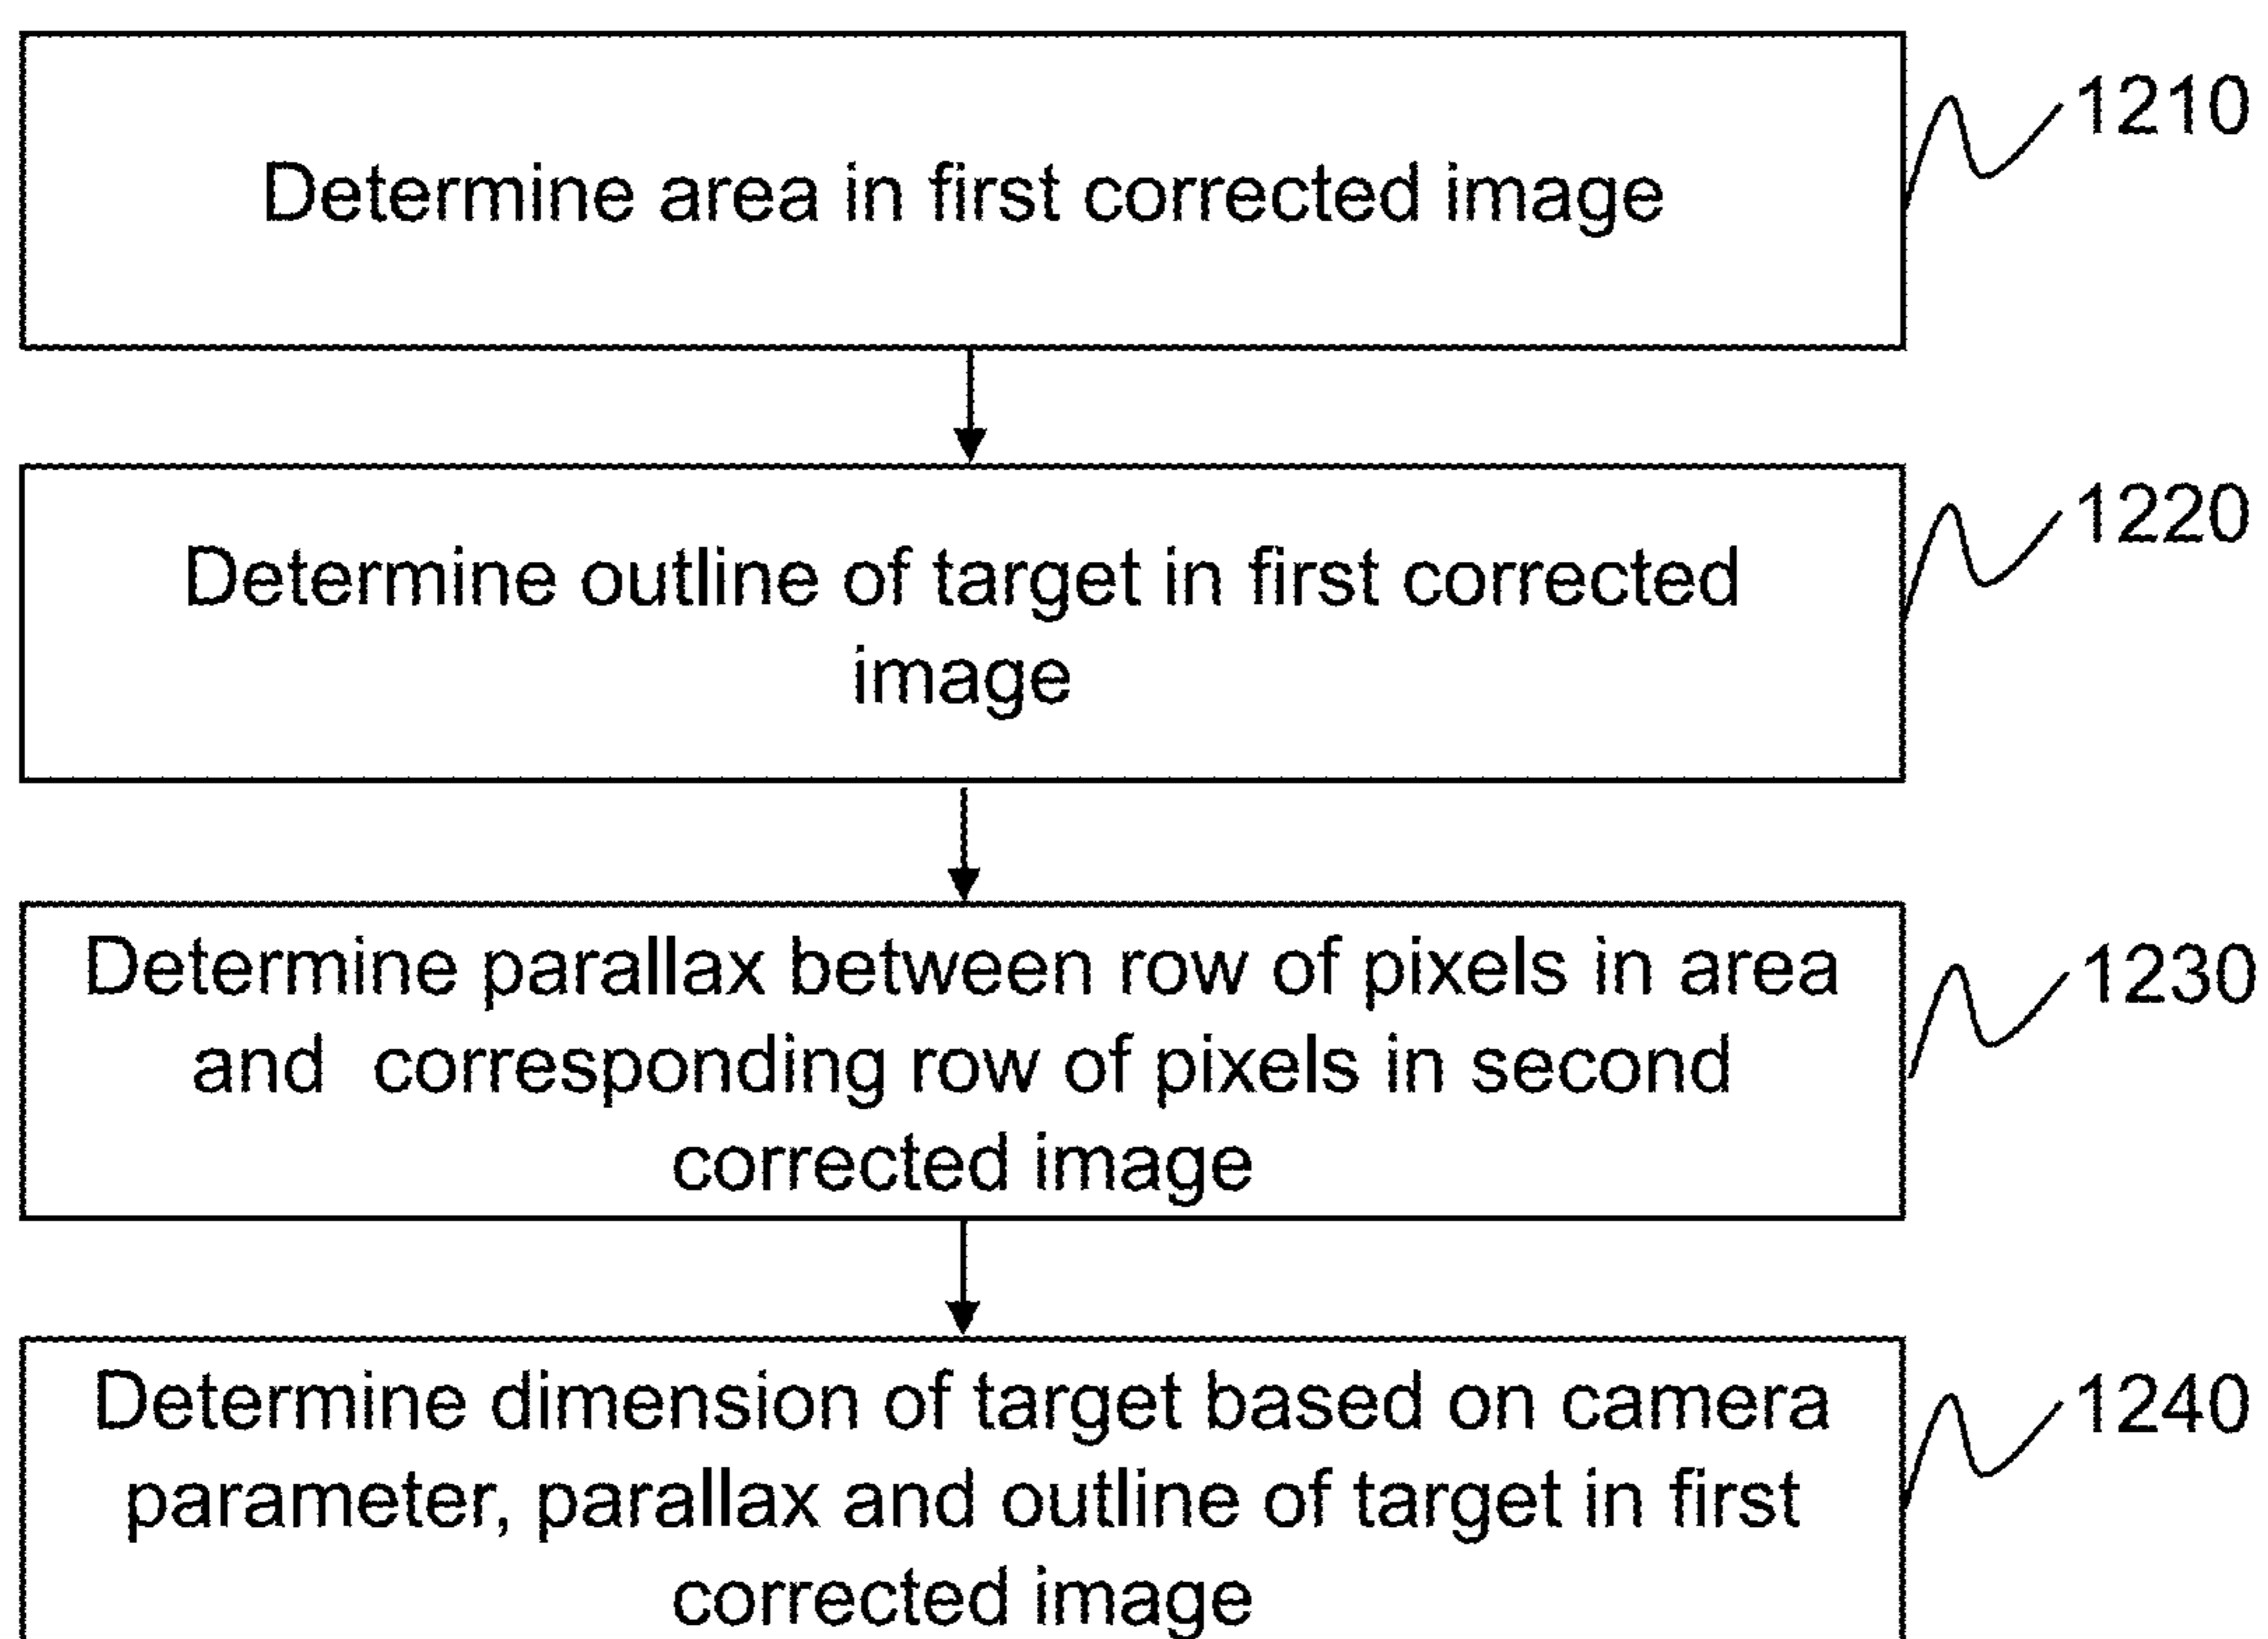 Determine area in first corrected image
1210
Determine outline of target in first corrected
image
1220
Determine parallax between row of pixels in area
and corresponding row of pixels in second
corrected image
1230
Determine dimension of target based on camera
parameter, parallax and outline of target in first
corrected image
1240